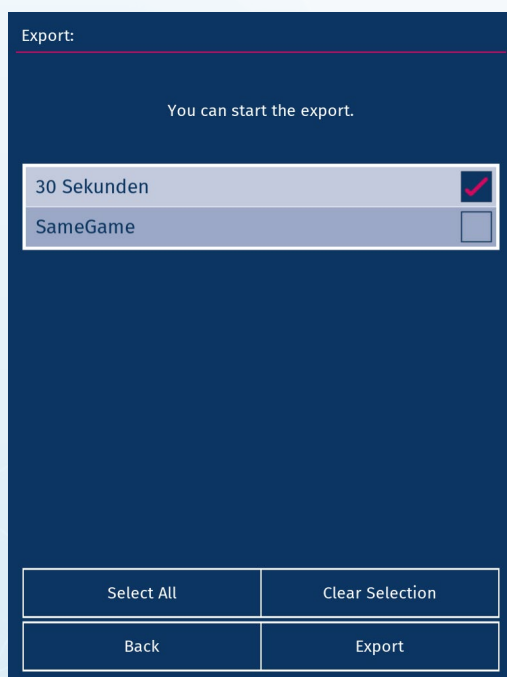 Export:
You can start the export.
30 Sekunden
SameGame
Select All
Clear Selection
Back
Export